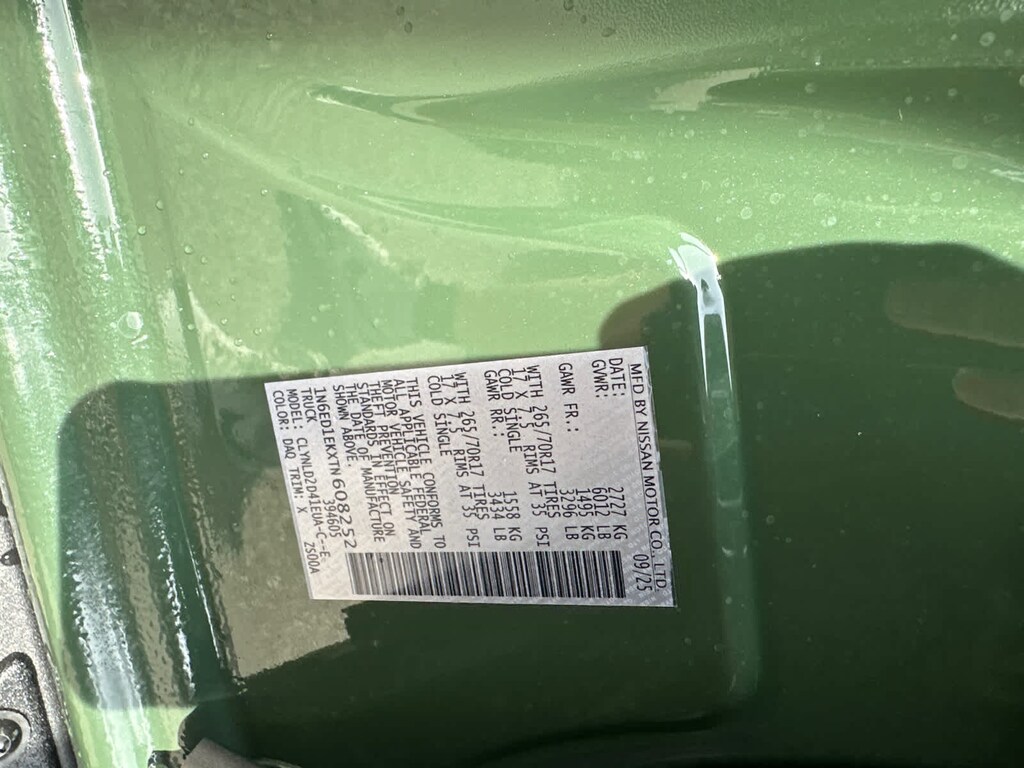 MFD BY NISSAN MOTOR CO., LTD.
DATE: 09/25
GVWR: 2727 KG
6012 LB
GAWR FR.: 1495 KG
3296 LB
WITH 265/70R17 TIRES
17 X 7.5 RIMS AT 35 PSI
COLD SINGLE
GAWR RR.: 1558 KG
3434 LB
WITH 265/70R17 TIRES
17 X 7.5 RIMS AT 35 PSI
COLD SINGLE
THIS VEHICLE CONFORMS TO
ALL APPLICABLE FEDERAL
MOTOR VEHICLE SAFETY AND
THEFT PREVENTION
STANDARDS IN EFFECT ON
THE DATE OF MANUFACTURE
SHOWN ABOVE.
1N6ED1EKXTN608252
TRUCK 394605
MODEL: CLYNLD2D41EUA-C--E-
COLOR: DAQ TRIM: X ZS00A